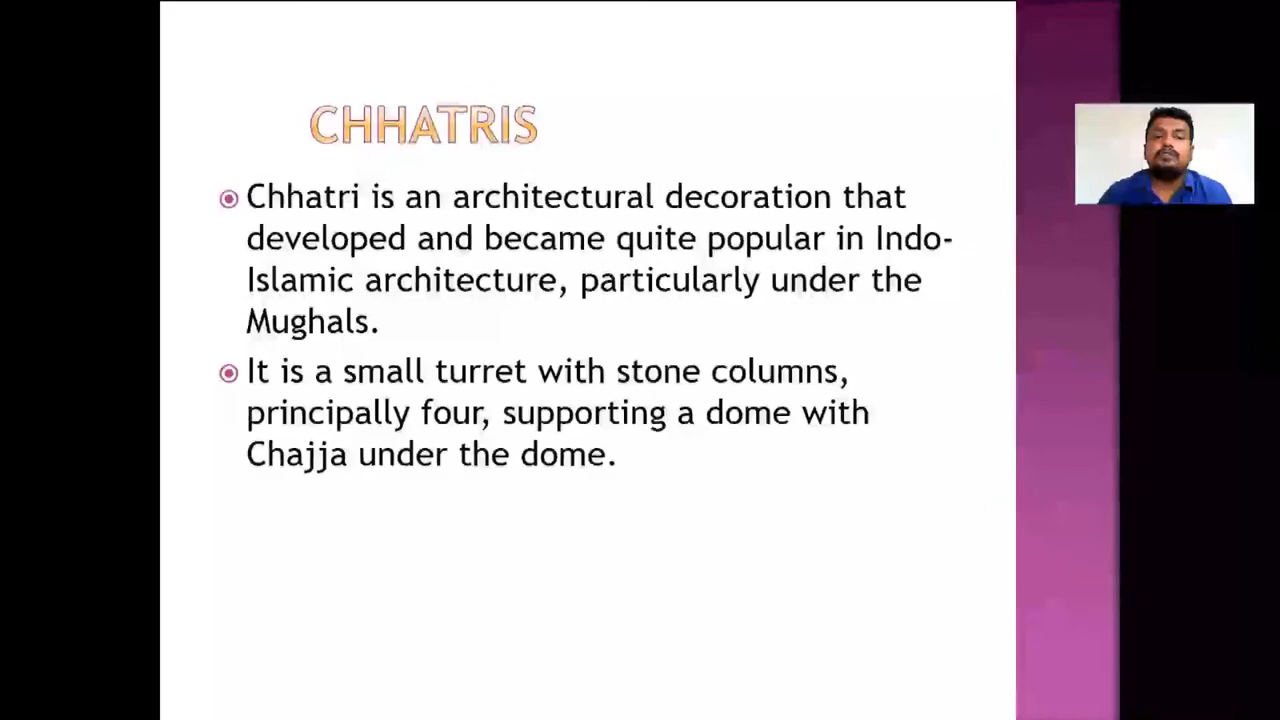 CHHATRIS
Chhatri is an architectural decoration that
developed and became quite popular in Indo-
Islamic architecture, particularly under the
Mughals.
It is a small turret with stone columns,
principally four, supporting a dome with
Chajja under the dome.